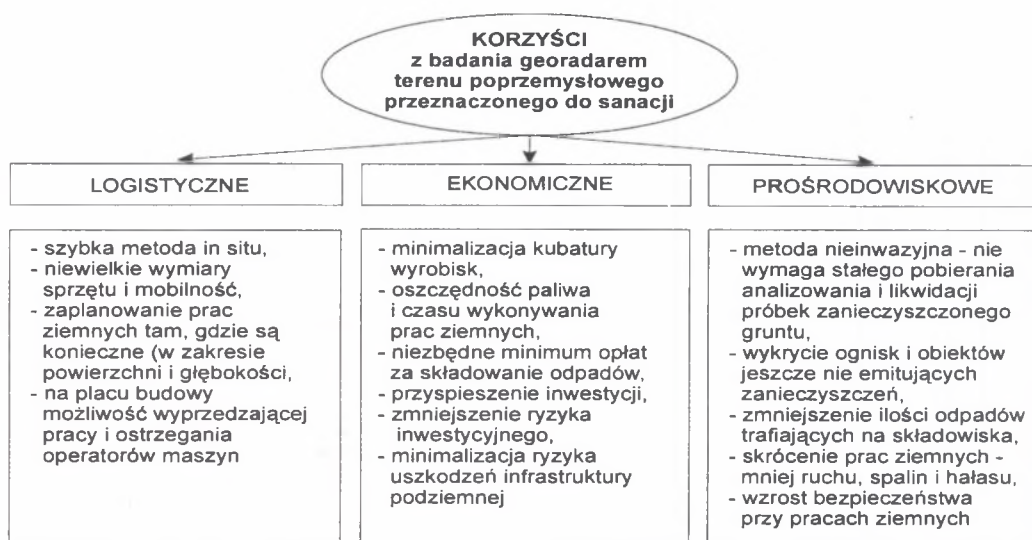 KORZYŚCI
z badania georadarem
terenu poprzemysłowego
przeznaczonego do sanacji
LOGISTYCZNE
- szybka metoda in situ,
- niewielkie wymiary
sprzętu i mobilność,
- zaplanowanie prac
ziemnych tam, gdzie są
konieczne (w zakresie
powierzchni i głębokości,
- na placu budowy
możliwość wyprzedzającej
pracy i ostrzegania
operatorów maszyn
EKONOMICZNE
- minimalizacja kubatury
wyrobisk,
- oszczędność paliwa
i czasu wykonywania
prac ziemnych,
- niezbędne minimum opłat
za składowanie odpadów,
- przyspieszenie inwestycji,
- zmniejszenie ryzyka
inwestycyjnego,
- minimalizacja ryzyka
uszkodzeń infrastruktury
podziemnej
PROŚRODOWISKOWE
- metoda nieinwazyjna - nie
wymaga stałego pobierania
analizowania i likwidacji
próbek zanieczyszczonego
gruntu,
- wykrycie ognisk i obiektów
jeszcze nie emitujących
zanieczyszczeń,
- zmniejszenie ilości odpadów
trafiających na składowiska,
- skrócenie prac ziemnych -
mniej ruchu, spalin i hałasu,
- wzrost bezpieczeństwa
przy pracach ziemnych